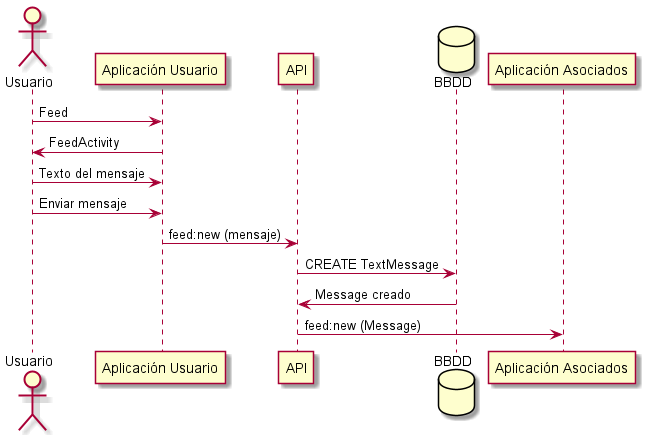 Usuario
Aplicación Usuario
API
BBDD
Aplicación Asociados
Feed
FeedActivity
Texto del mensaje
Enviar mensaje
feed:new (mensaje)
CREATE TextMessage
Message creado
feed:new (Message)
Usuario
Aplicación Usuario
API
BBDD
Aplicación Asociados